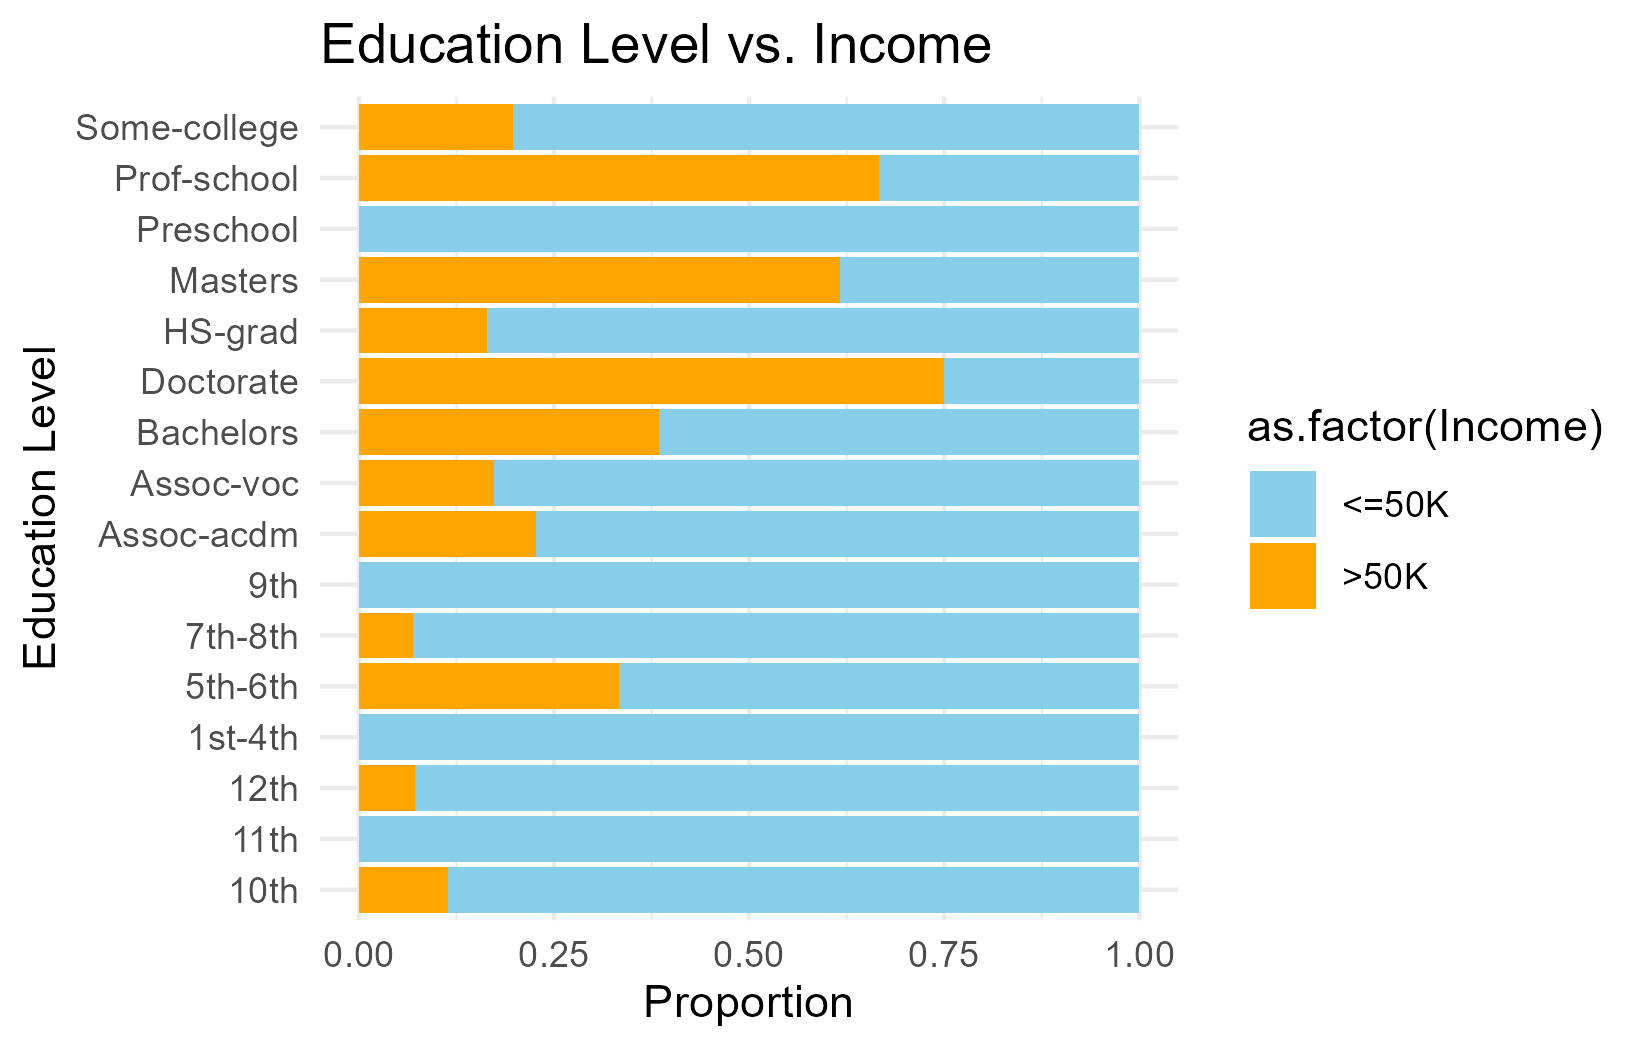 Education Level vs. Income
Education Level
Some-college
Prof-school
Preschool
Masters
HS-grad
Doctorate
Bachelors
Assoc-voc
Assoc-acdm
9th
7th-8th
5th-6th
1st-4th
12th
11th
10th
0.00 0.25 0.50 0.75 1.00
Proportion
as.factor(Income)
<=50K
>50K